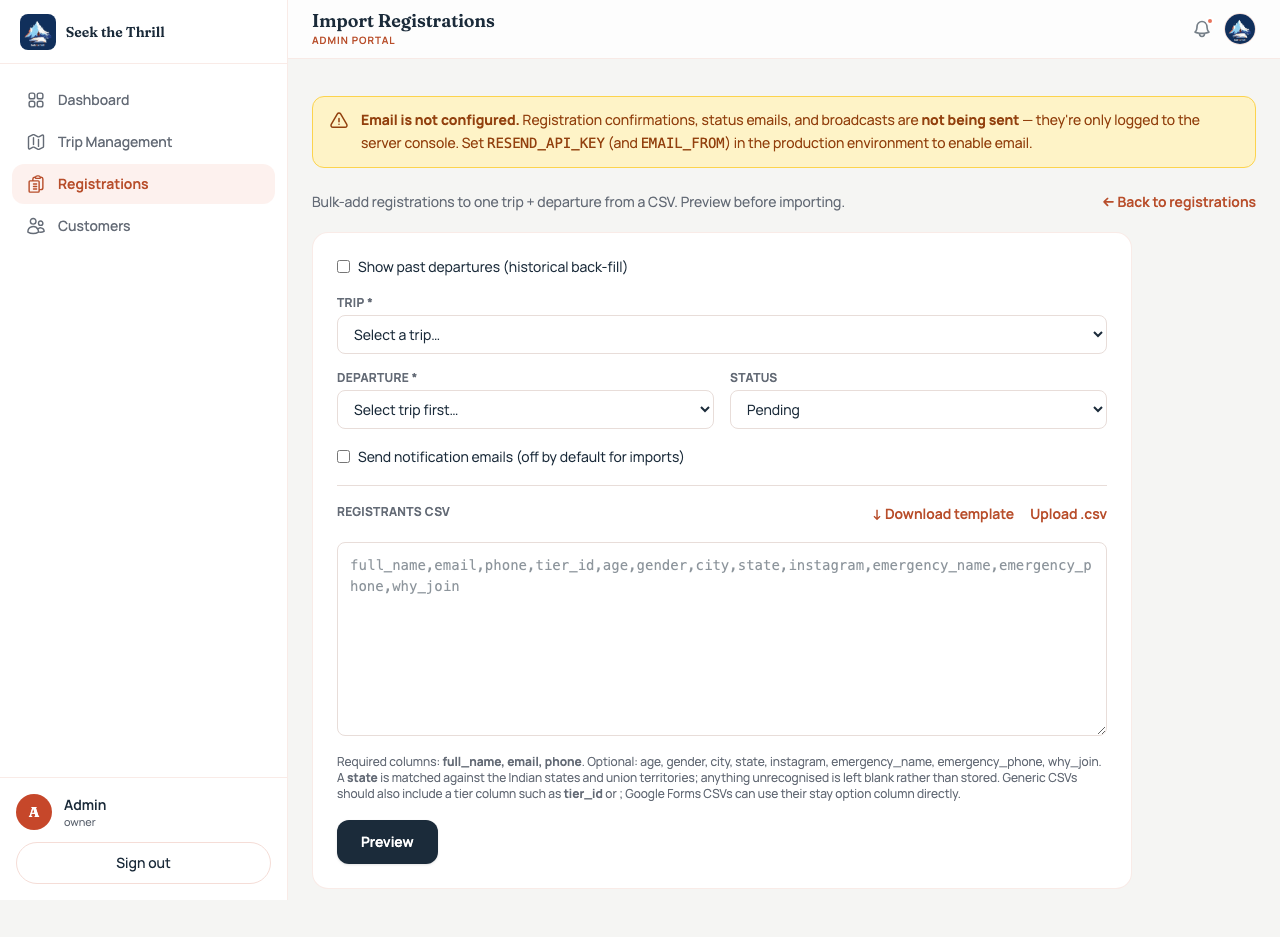 Seek the Thrill
Import Registrations
ADMIN PORTAL
Dashboard
Trip Management
Registrations
Customers
Email is not configured. Registration confirmations, status emails, and broadcasts are not being sent — they're only logged to the
server console. Set RESEND_API_KEY (and EMAIL_FROM) in the production environment to enable email.
Bulk-add registrations to one trip + departure from a CSV. Preview before importing.
← Back to registrations
Show past departures (historical back-fill)
TRIP *
Select a trip…
DEPARTURE *
STATUS
Select trip first…
Pending
Send notification emails (off by default for imports)
REGISTRANTS CSV
↓ Download template
Upload .csv
full_name,email,phone,tier_id,age,gender,city,state,instagram,emergency_name,emergency_p
hone,why_join
Required columns: full_name, email, phone. Optional: age, gender, city, state, instagram, emergency_name, emergency_phone, why_join.
A state is matched against the Indian states and union territories; anything unrecognised is left blank rather than stored. Generic CSVs
should also include a tier column such as tier_id or ; Google Forms CSVs can use their stay option column directly.
Preview
A
Admin
owner
Sign out